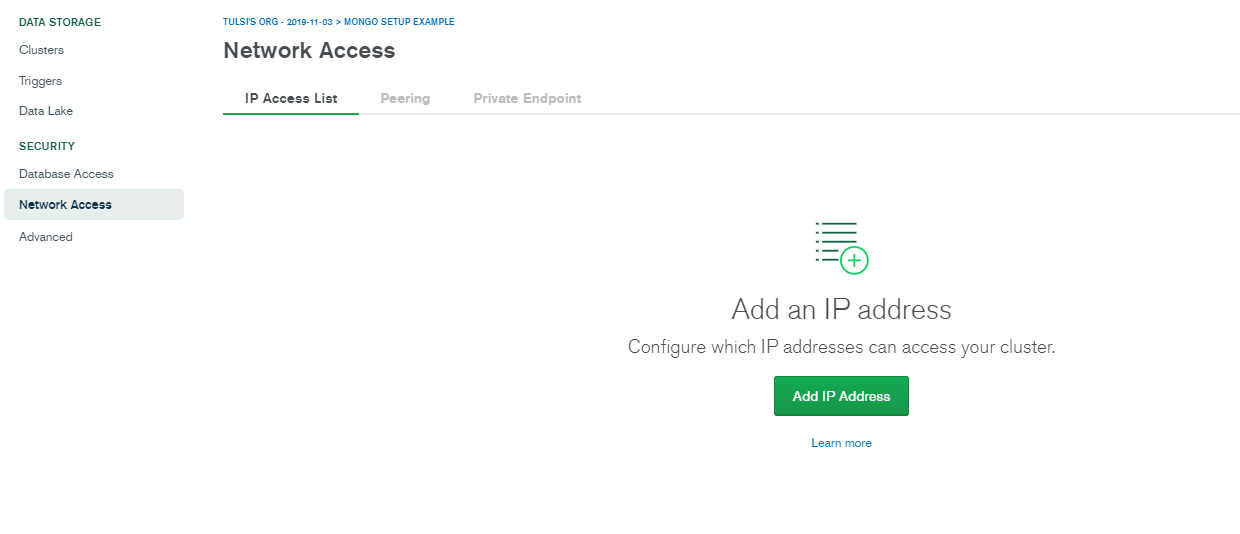 DATA STORAGE
Clusters
Triggers
Data Lake
SECURITY
Database Access
Network Access
Advanced
TULSI'S ORG - 2019-11-03 > MONGO SETUP EXAMPLE
Network Access
IP Access List Peering Private Endpoint
Add an IP address
Configure which IP addresses can access your cluster.
Add IP Address
Learn more